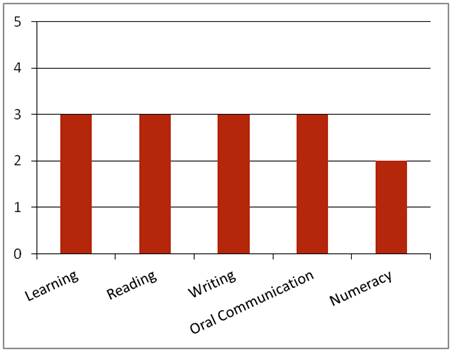 5
4
3
2
1
0
Learning
Reading
Writing
Oral Communication
Numeracy